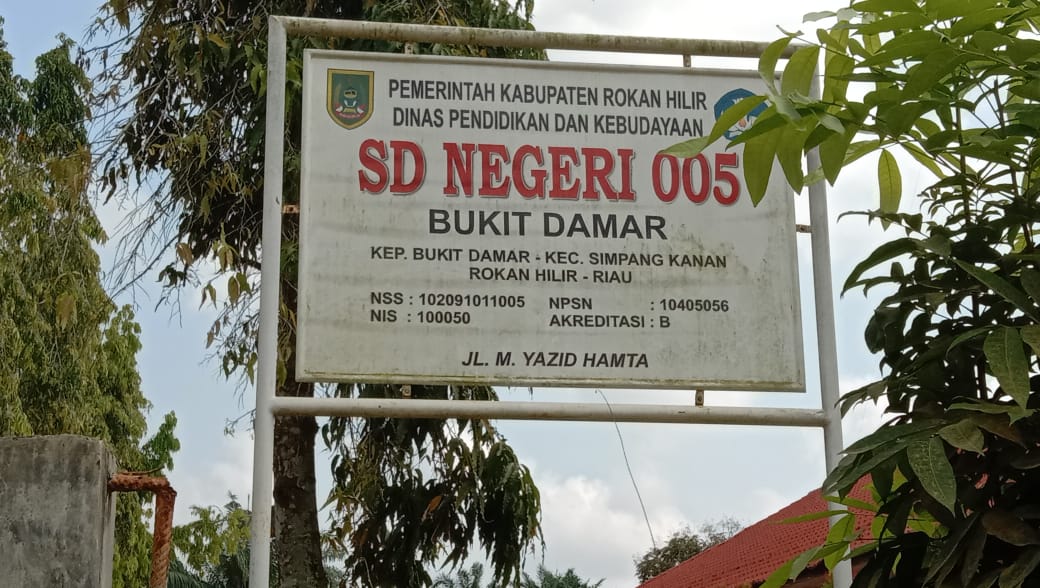 PEMERINTAH KABUPATEN ROKAN HILIR
DINAS PENDIDIKAN DAN KEBUDAYAAN
SD NEGERI 005
BUKIT DAMAR
KEP. BUKIT DAMAR - KEC. SIMPANG KANAN
ROKAN HILIR - RIAU
NSS : 102091011005 NPSN : 10405056
NIS : 100050 AKREDITASI : B
JL. M. YAZID HAMTA